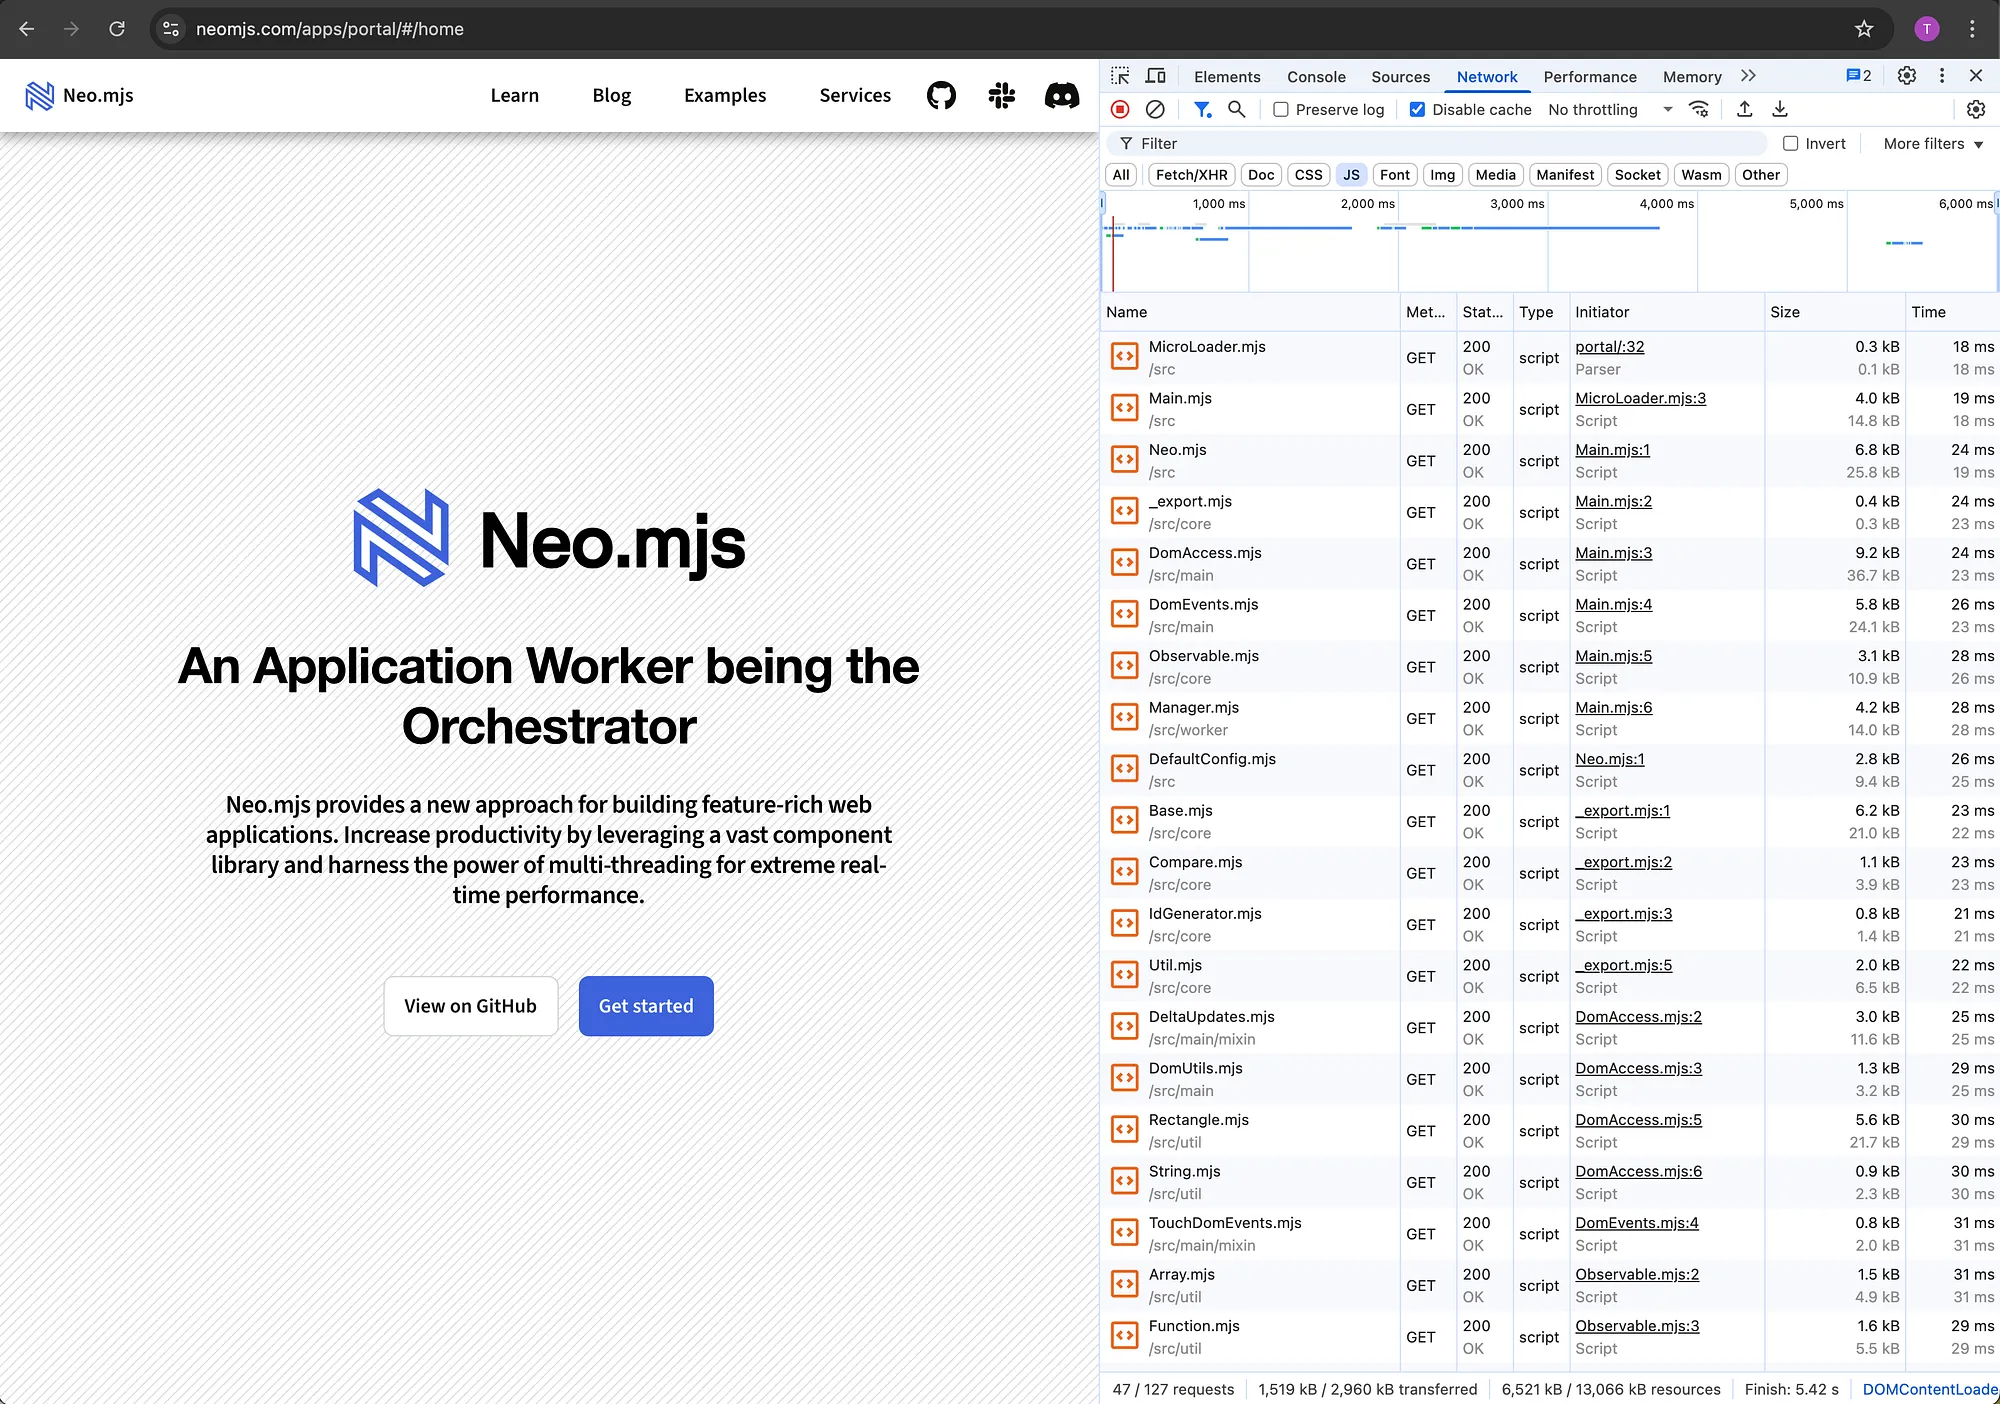 neomjs.com/apps/portal/#/home
T
Neo.mjs
Learn
Blog
Examples
Services
Neo.mjs
An Application Worker being the
Orchestrator
Neo.mjs provides a new approach for building feature-rich web
applications. Increase productivity by leveraging a vast component
library and harness the power of multi-threading for extreme real-
time performance.
View on GitHub
Get started
Elements Console Sources Network Performance Memory 2
Preserve log Disable cache No throttling
Filter Invert More filters
All Fetch/XHR Doc CSS JS Font Img Media Manifest Socket Wasm Other
1,000 ms 2,000 ms 3,000 ms 4,000 ms 5,000 ms 6,000 ms
Name Met... Stat... Type Initiator Size Time
MicroLoader.mjs GET 200 script portal/:32 0.3 kB 18 ms
/src OK Parser 0.1 kB 18 ms
Main.mjs GET 200 script MicroLoader.mjs:3 4.0 kB 19 ms
/src OK Script 14.8 kB 18 ms
Neo.mjs GET 200 script Main.mjs:1 6.8 kB 24 ms
/src OK Script 25.8 kB 19 ms
_export.mjs GET 200 script Main.mjs:2 0.4 kB 24 ms
/src/core OK Script 0.3 kB 23 ms
DomAccess.mjs GET 200 script Main.mjs:3 9.2 kB 24 ms
/src/main OK Script 36.7 kB 23 ms
DomEvents.mjs GET 200 script Main.mjs:4 5.8 kB 26 ms
/src/main OK Script 24.1 kB 23 ms
Observable.mjs GET 200 script Main.mjs:5 3.1 kB 28 ms
/src/core OK Script 10.9 kB 26 ms
Manager.mjs GET 200 script Main.mjs:6 4.2 kB 28 ms
/src/worker OK Script 14.0 kB 28 ms
DefaultConfig.mjs GET 200 script Neo.mjs:1 2.8 kB 26 ms
/src OK Script 9.4 kB 25 ms
Base.mjs GET 200 script _export.mjs:1 6.2 kB 23 ms
/src/core OK Script 21.0 kB 22 ms
Compare.mjs GET 200 script _export.mjs:2 1.1 kB 23 ms
/src/core OK Script 3.9 kB 23 ms
IdGenerator.mjs GET 200 script _export.mjs:3 0.8 kB 21 ms
/src/core OK Script 1.4 kB 21 ms
Util.mjs GET 200 script _export.mjs:5 2.0 kB 22 ms
/src/core OK Script 6.5 kB 22 ms
DeltaUpdates.mjs GET 200 script DomAccess.mjs:2 3.0 kB 25 ms
/src/main/mixin OK Script 11.6 kB 25 ms
DomUtils.mjs GET 200 script DomAccess.mjs:3 1.3 kB 29 ms
/src/main OK Script 3.2 kB 25 ms
Rectangle.mjs GET 200 script DomAccess.mjs:5 5.6 kB 30 ms
/src/util OK Script 21.7 kB 29 ms
String.mjs GET 200 script DomAccess.mjs:6 0.9 kB 30 ms
/src/util OK Script 2.3 kB 30 ms
TouchDomEvents.mjs GET 200 script DomEvents.mjs:4 0.8 kB 31 ms
/src/main/mixin OK Script 2.0 kB 31 ms
Array.mjs GET 200 script Observable.mjs:2 1.5 kB 31 ms
/src/util OK Script 4.9 kB 31 ms
Function.mjs GET 200 script Observable.mjs:3 1.6 kB 29 ms
/src/util OK Script 5.5 kB 29 ms
47 / 127 requests 1,519 kB / 2,960 kB transferred 6,521 kB / 13,066 kB resources Finish: 5.42 s DOMContentLoade